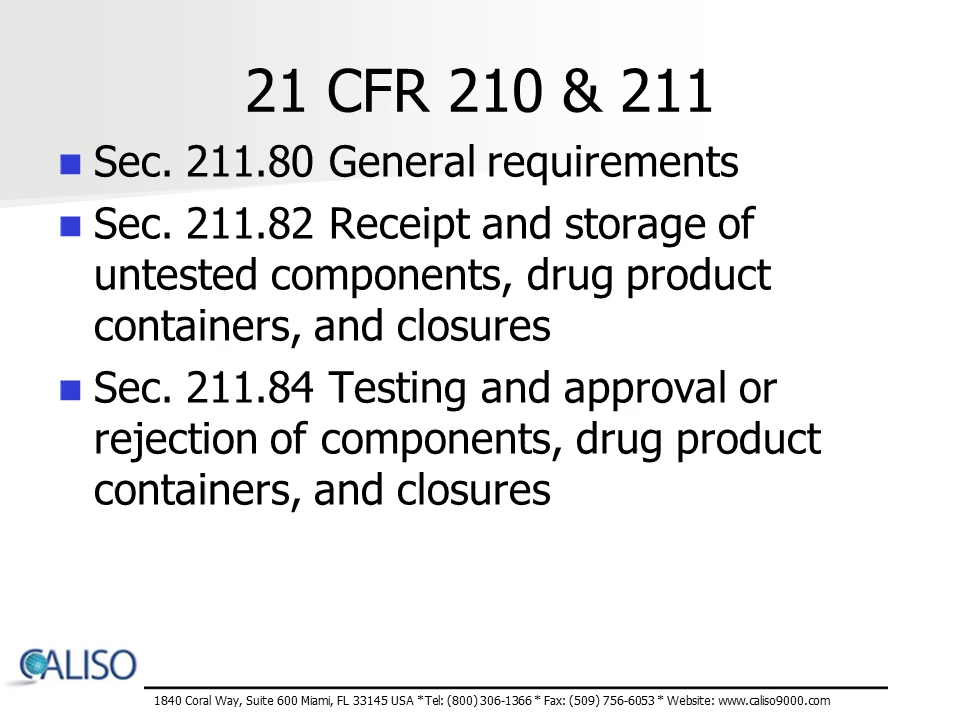 21 CFR 210 & 211
Sec. 211.80 General requirements
Sec. 211.82 Receipt and storage of
untested components, drug product
containers, and closures
Sec. 211.84 Testing and approval or
rejection of components, drug product
containers, and closures
CALISO
1840 Coral Way, Suite 600 Miami, FL 33145 USA *Tel: (800) 306-1366 * Fax: (509) 756-6053 * Website: www.caliso9000.com